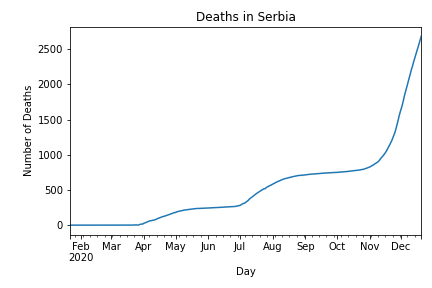 Deaths in Serbia
Number of Deaths
2500
2000
1500
1000
500
0
Feb Mar Apr May Jun Jul Aug Sep Oct Nov Dec
2020
Day